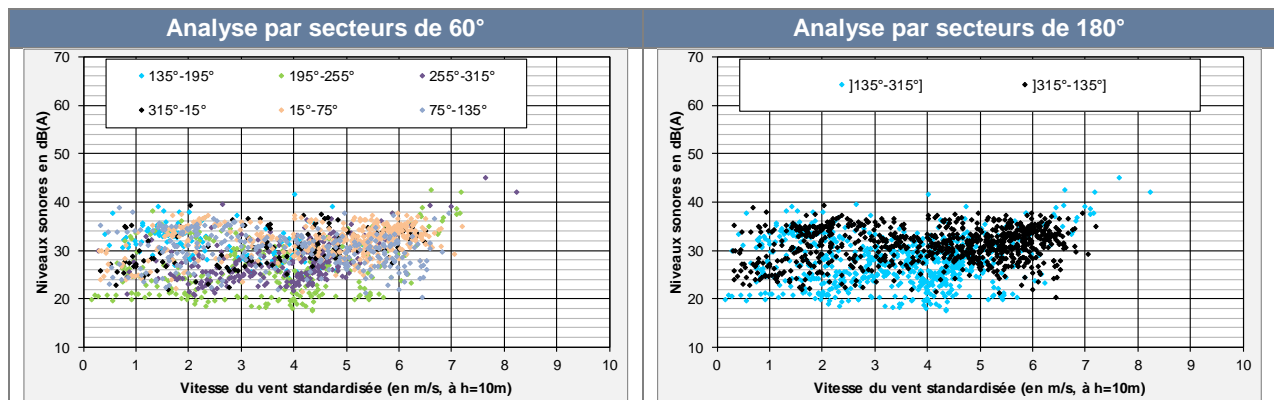 Analyse par secteurs de 60°
Analyse par secteurs de 180°
Niveaux sonores en dB(A)
70
60
50
40
30
20
10
135°-195°
195°-255°
255°-315°
315°-15°
15°-75°
75°-135°
0 1 2 3 4 5 6 7 8 9 10
Vitesse du vent standardisée (en m/s, à h=10m)
Niveaux sonores en dB(A)
70
60
50
40
30
20
10
]135°-315°]
]315°-135°]
0 1 2 3 4 5 6 7 8 9 10
Vitesse du vent standardisée (en m/s, à h=10m)